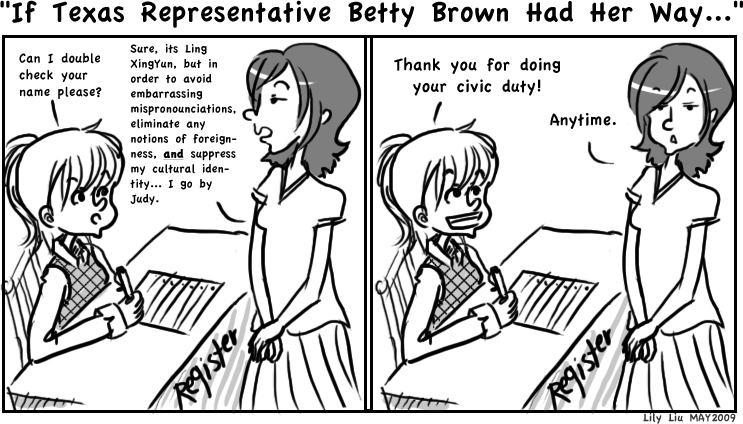 "If Texas Representative Betty Brown Had Her Way..."
Can I double
check your
name please?
Sure, its Ling
XingYun, but in
order to avoid
embarrassing
mispronounciations,
eliminate any
notions of foreign-
ness, and suppress
my cultural iden-
tity... I go by
Judy.
Register
Thank you for doing
your civic duty!
Anytime.
Register
Lily Liu MAY2009